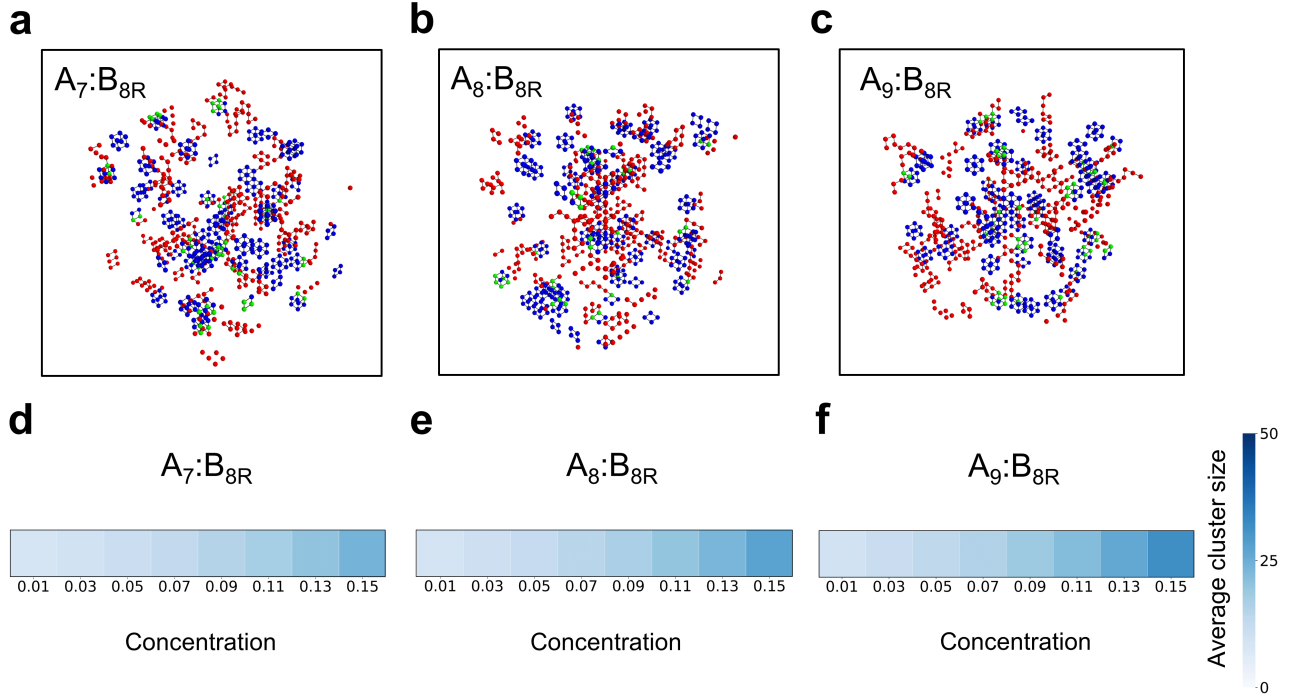 a
b
c
A7:B8R
A8:B8R
A9:B8R
d
e
f
A7:B8R
A8:B8R
A9:B8R
0.01 0.03 0.05 0.07 0.09 0.11 0.13 0.15
0.01 0.03 0.05 0.07 0.09 0.11 0.13 0.15
0.01 0.03 0.05 0.07 0.09 0.11 0.13 0.15
Concentration
Concentration
Concentration
Average cluster size
50
25
0